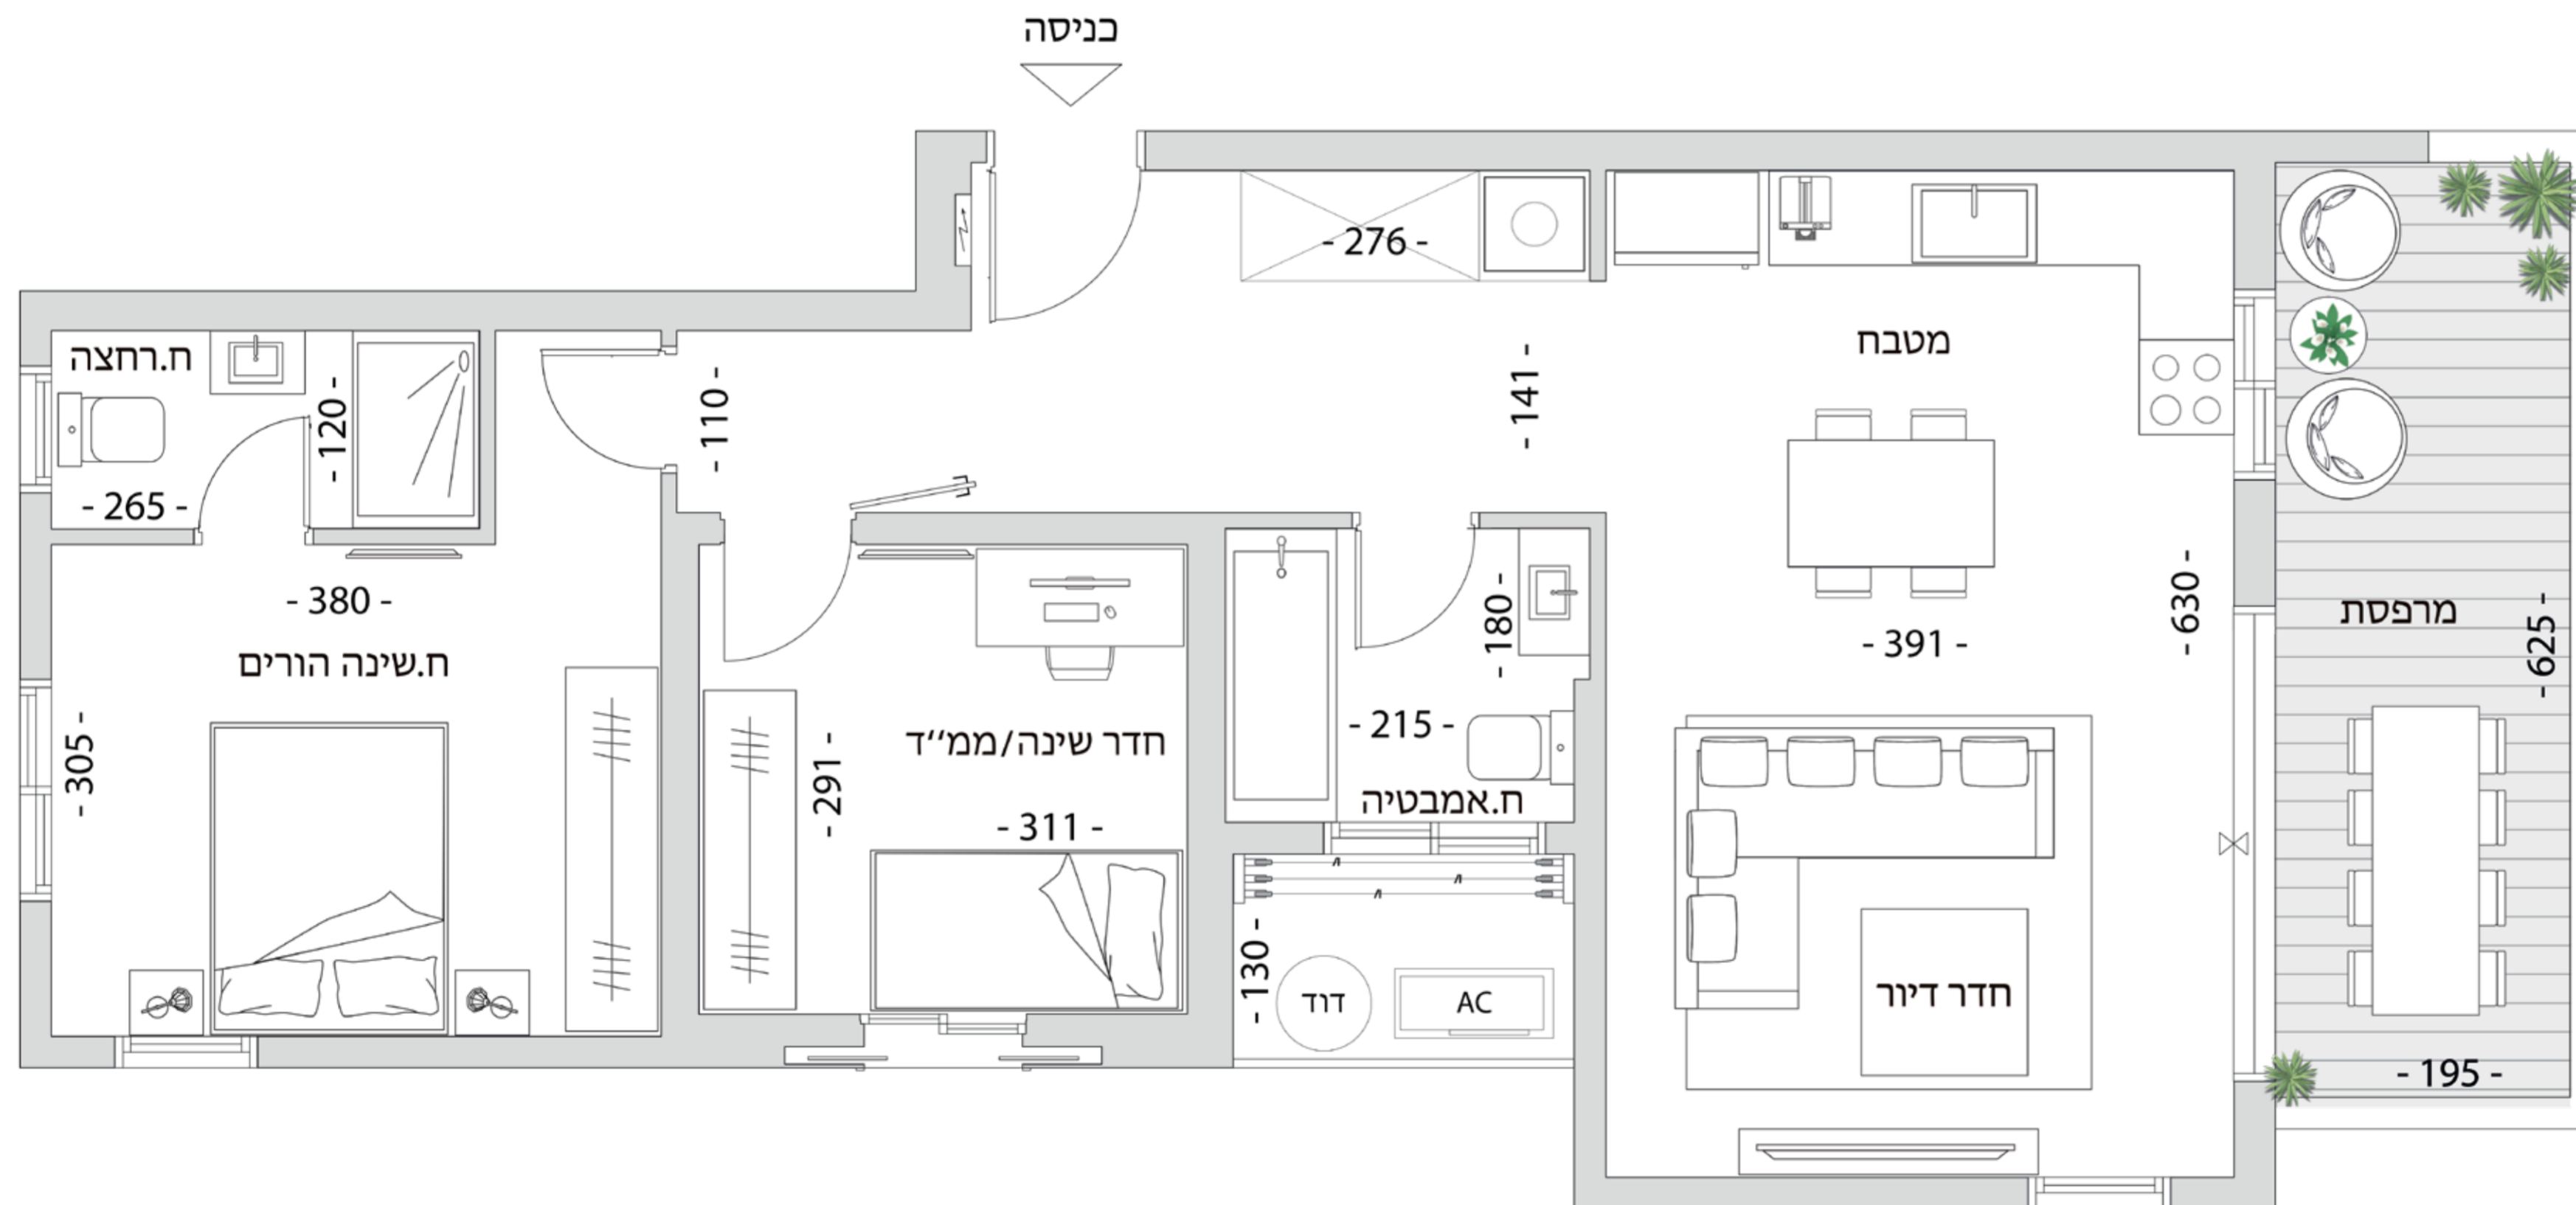 כניסה
- 276 -
מטבח
ח.רחצה
- 120 -
- 110 -
- 141 -
- 265 -
- 380 -
- 180 -
- 391 -
- 630 -
מרפסת
- 625 -
ח.שינה הורים
- 305 -
חדר שינה/ממ״ד
- 291 -
- 311 -
- 215 -
ח.אמבטיה
- 130 -
דוד
AC
חדר דיור
- 195 -